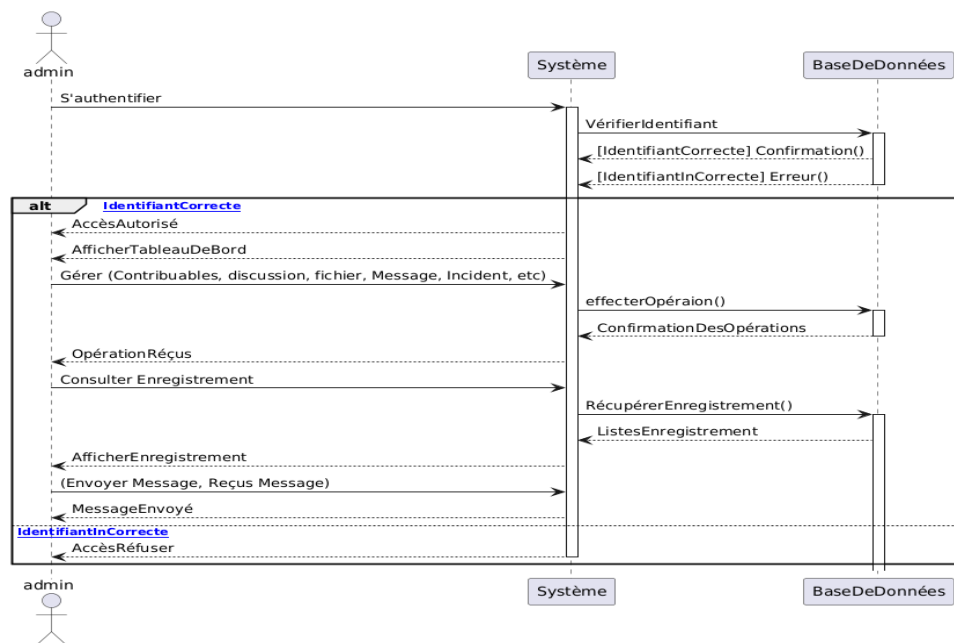 admin
Système
BaseDeDonnées
S'authentifier
VérifierIdentifiant
[IdentifiantCorrecte] Confirmation()
[IdentifiantInCorrecte] Erreur()
alt
IdentifiantCorrecte
AccèsAutorisé
AfficherTableauDeBord
Gérer (Contribuables, discussion, fichier, Message, Incident, etc)
effecterOpéraion()
ConfirmationDesOpérations
OpérationRéçus
Consulter Enregistrement
RécupérerEnregistrement()
ListesEnregistrement
AfficherEnregistrement
(Envoyer Message, Reçus Message)
MessageEnvoyé
IdentifiantInCorrecte
AccèsRéfuser
admin
Système
BaseDeDonnées